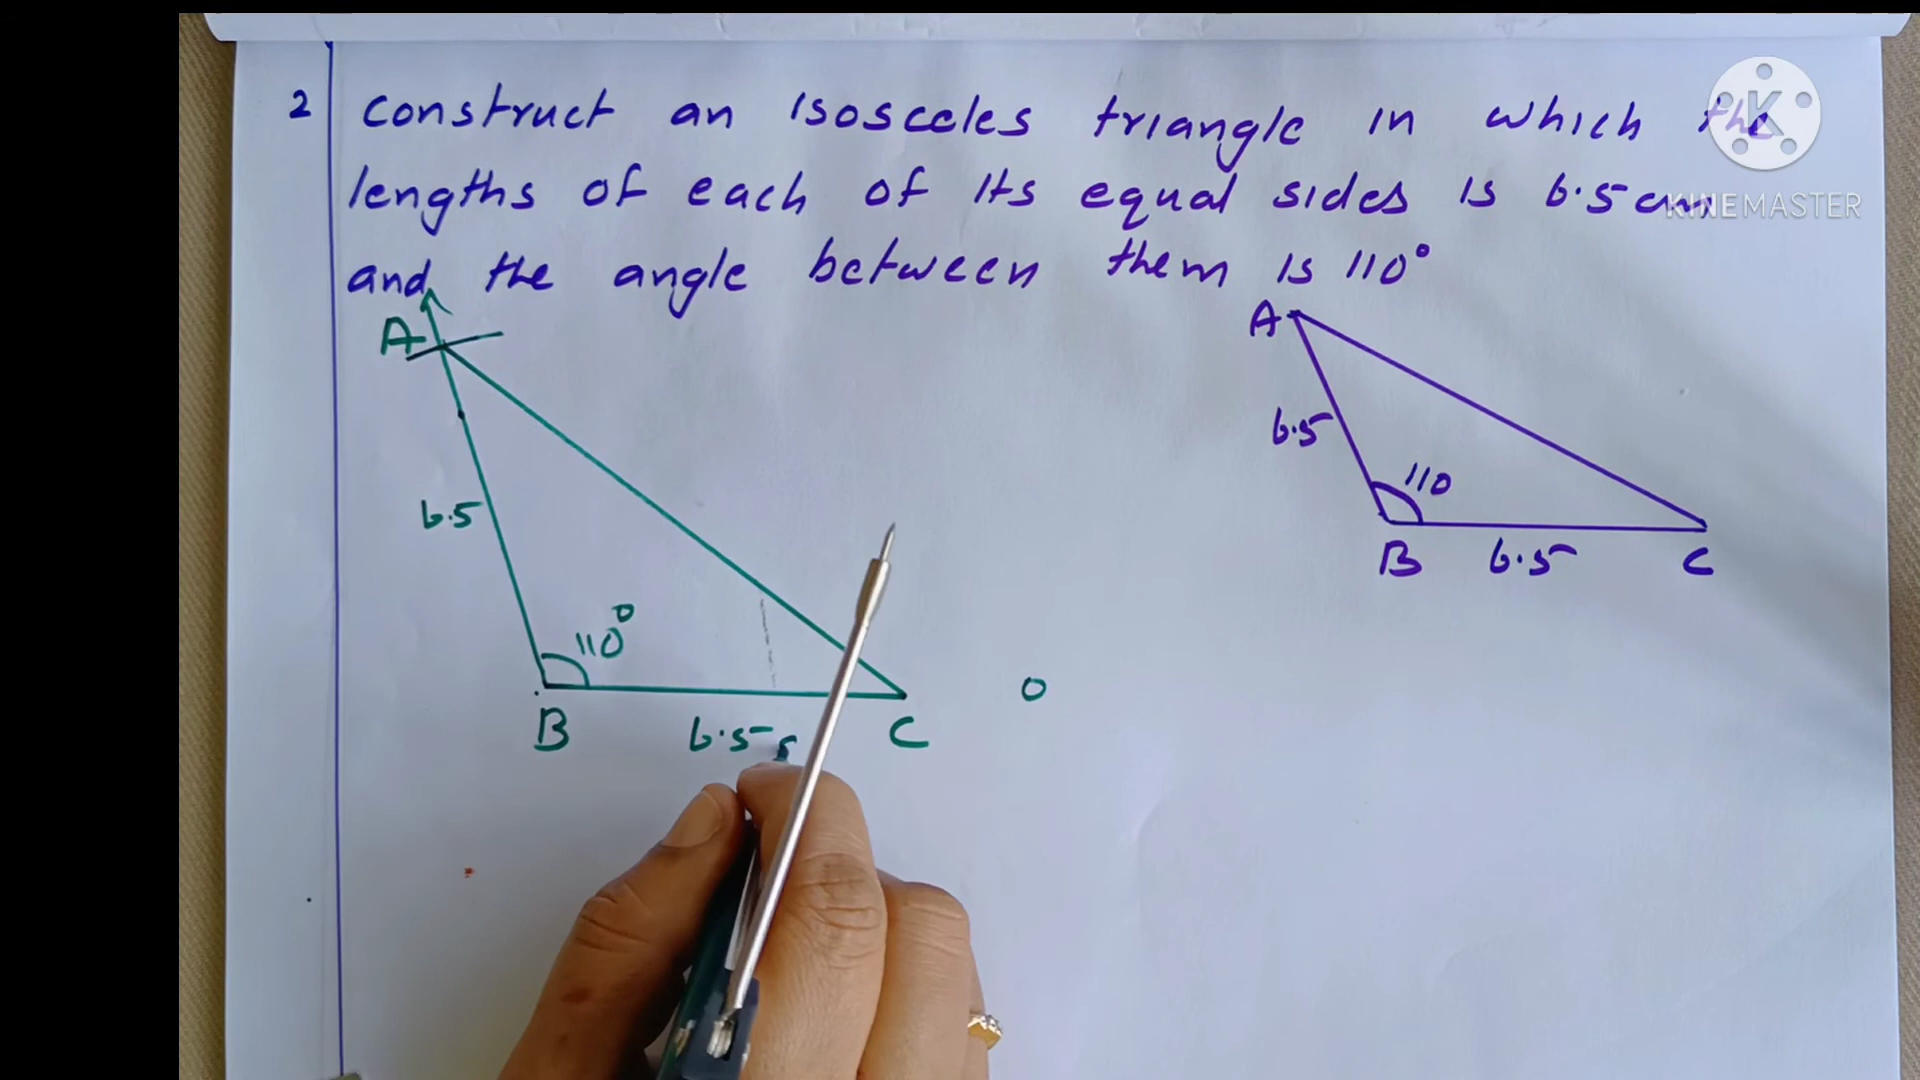 2 Construct an isosceles triangle in which the
lengths of each of its equal sides is 6.5 cm
and the angle between them is 110°
K
KINEMASTER
A
A
6.5
110
6.5
B 6.5 C
110°
B 6.5 C